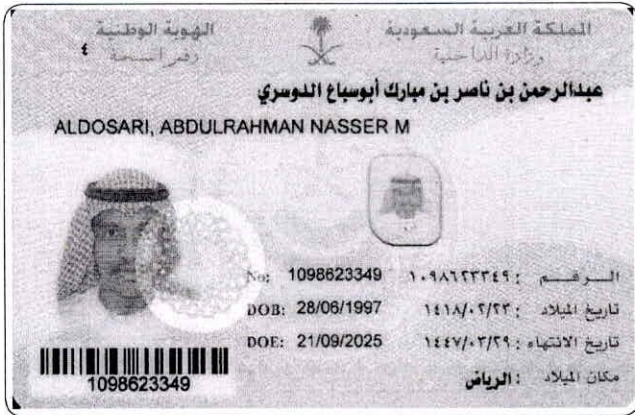 المملكة العربية السعودية
وزارة الداخلية
الهوية الوطنية
رقم النسخة ٤
عبدالرحمن بن ناصر بن مبارك أبوسباع الدوسري
ALDOSARI, ABDULRAHMAN NASSER M
الـرقـم : ١٠٩٨٦٢٣٣٤٩ No: 1098623349
تاريخ الميلاد : ١٤١٨/٠٢/٢٣ DOB: 28/06/1997
تاريخ الانتهاء : ١٤٤٧/٠٣/٢٩ DOE: 21/09/2025
مكان الميلاد : الرياض
1098623349